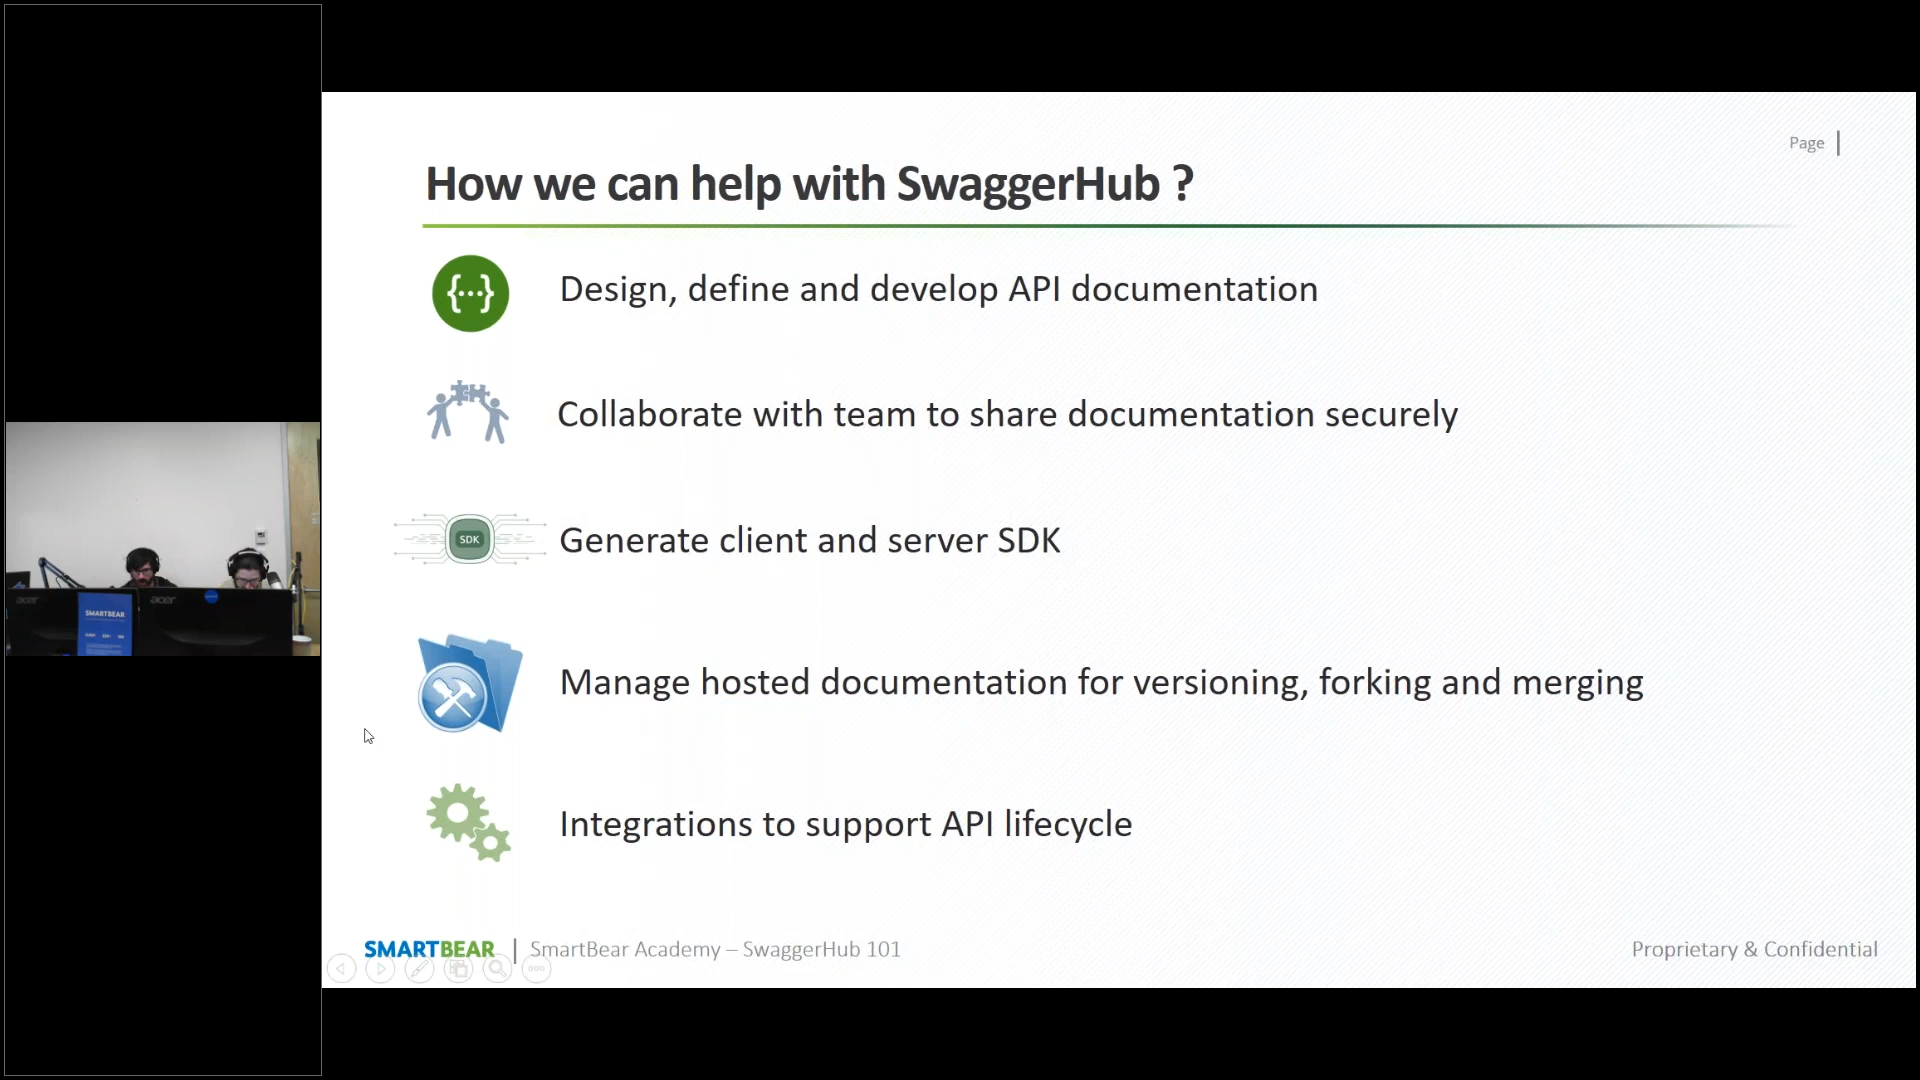 Page
How we can help with SwaggerHub ?
{...}
Design, define and develop API documentation
Collaborate with team to share documentation securely
SDK
Generate client and server SDK
Manage hosted documentation for versioning, forking and merging
Integrations to support API lifecycle
SMARTBEAR
SmartBear Academy – SwaggerHub 101
Proprietary & Confidential
acer
acer
SMARTBEAR